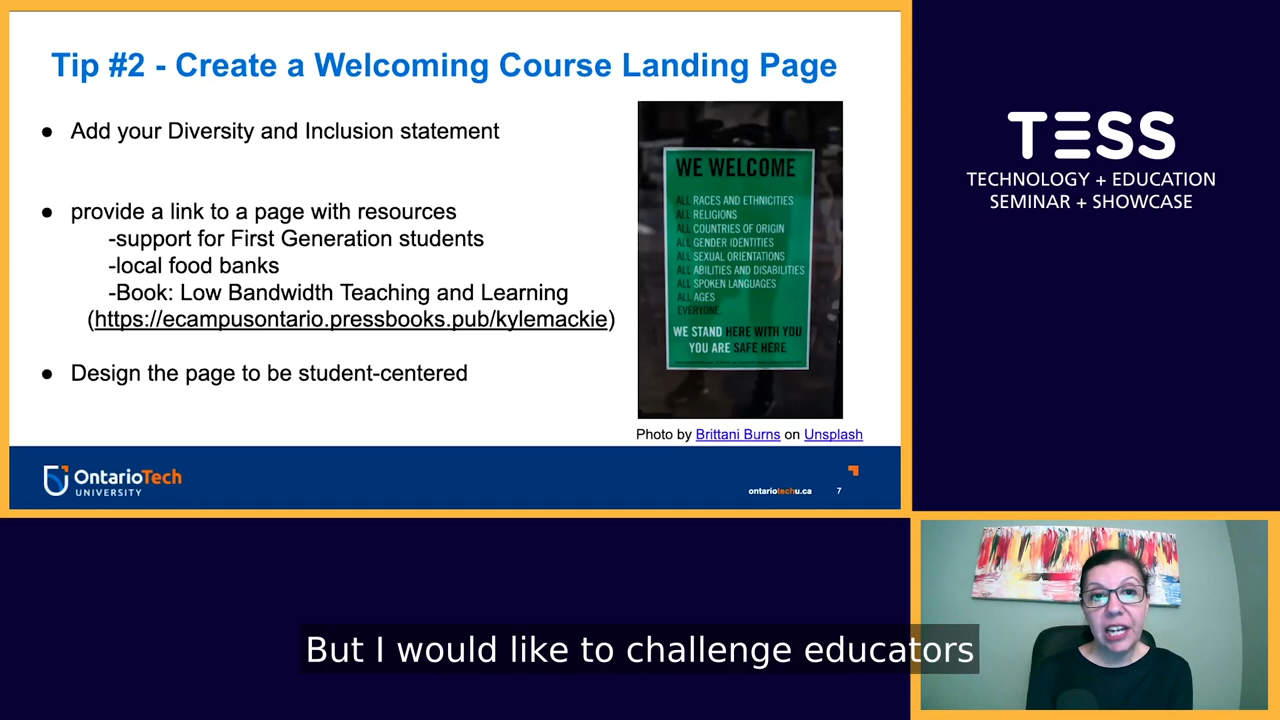 Tip #2 - Create a Welcoming Course Landing Page
● Add your Diversity and Inclusion statement
● provide a link to a page with resources
-support for First Generation students
-local food banks
-Book: Low Bandwidth Teaching and Learning
(https://ecampusontario.pressbooks.pub/kylemackie)
● Design the page to be student-centered
WE WELCOME
ALL RACES AND ETHNICITIES
ALL RELIGIONS
ALL COUNTRIES OF ORIGIN
ALL GENDER IDENTITIES
ALL SEXUAL ORIENTATIONS
ALL ABILITIES AND DISABILITIES
ALL SPOKEN LANGUAGES
ALL AGES
EVERYONE.
WE STAND HERE WITH YOU
YOU ARE SAFE HERE
Photo by Brittani Burns on Unsplash
OntarioTech
UNIVERSITY
ontariotechu.ca 7
TESS
TECHNOLOGY + EDUCATION
SEMINAR + SHOWCASE
But I would like to challenge educators